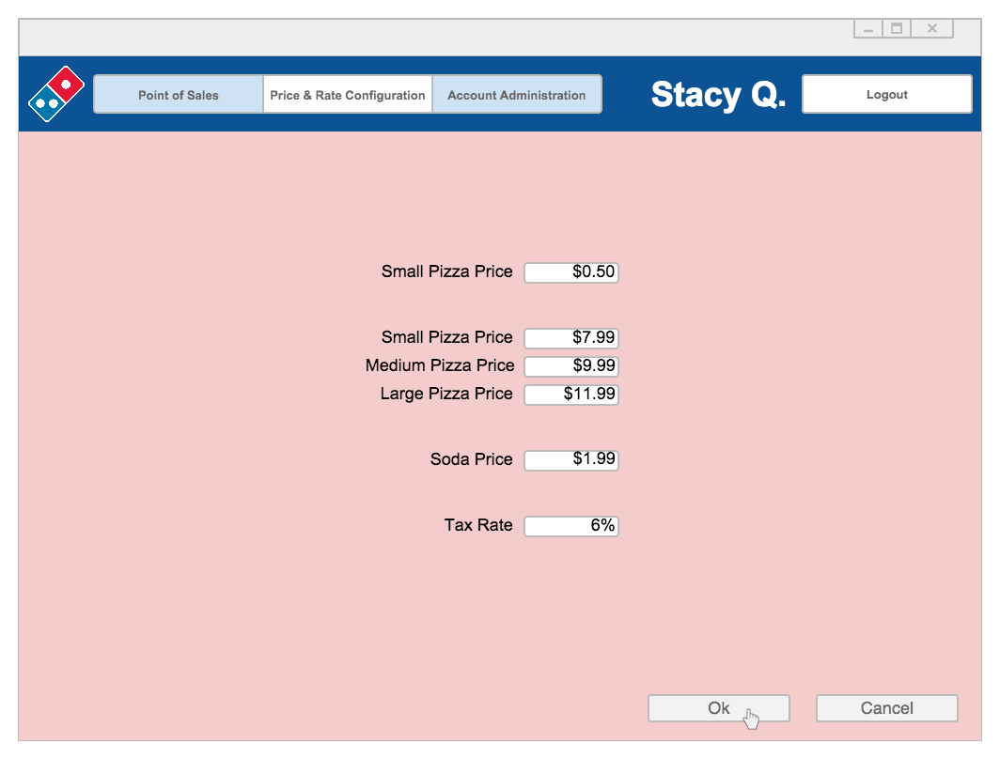 Point of Sales
Price & Rate Configuration
Account Administration
Stacy Q.
Logout
Small Pizza Price $0.50
Small Pizza Price $7.99
Medium Pizza Price $9.99
Large Pizza Price $11.99
Soda Price $1.99
Tax Rate 6%
Ok
Cancel